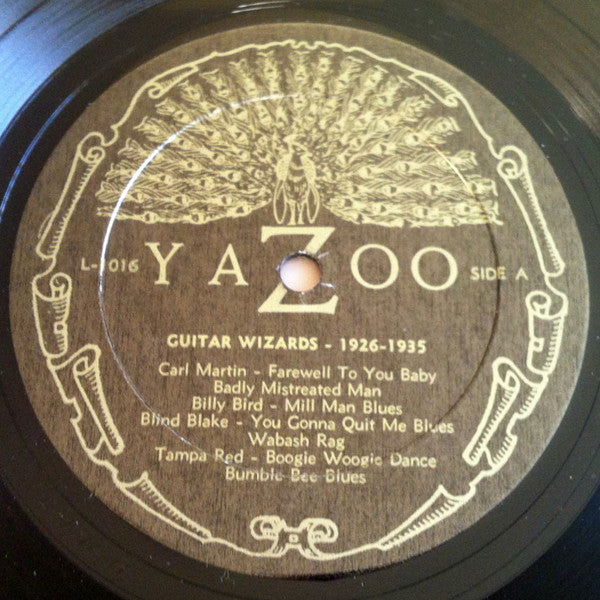 L-1016 YAZOO SIDE A
GUITAR WIZARDS - 1926-1935
Carl Martin - Farewell To You Baby
Badly Mistreated Man
Billy Bird - Mill Man Blues
Blind Blake - You Gonna Quit Me Blues
Wabash Rag
Tampa Red - Boogie Woogie Dance
Bumble Bee Blues